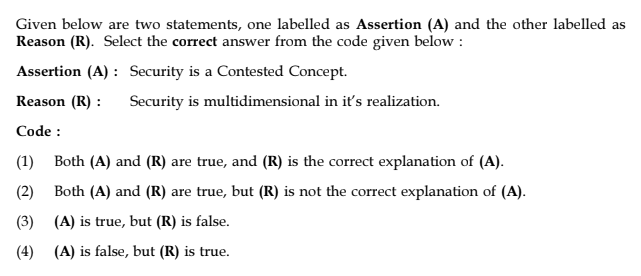 Given below are two statements, one labelled as Assertion (A) and the other labelled as
Reason (R). Select the correct answer from the code given below :
Assertion (A) : Security is a Contested Concept.
Reason (R) : Security is multidimensional in it's realization.
Code :
(1) Both (A) and (R) are true, and (R) is the correct explanation of (A).
(2) Both (A) and (R) are true, but (R) is not the correct explanation of (A).
(3) (A) is true, but (R) is false.
(4) (A) is false, but (R) is true.